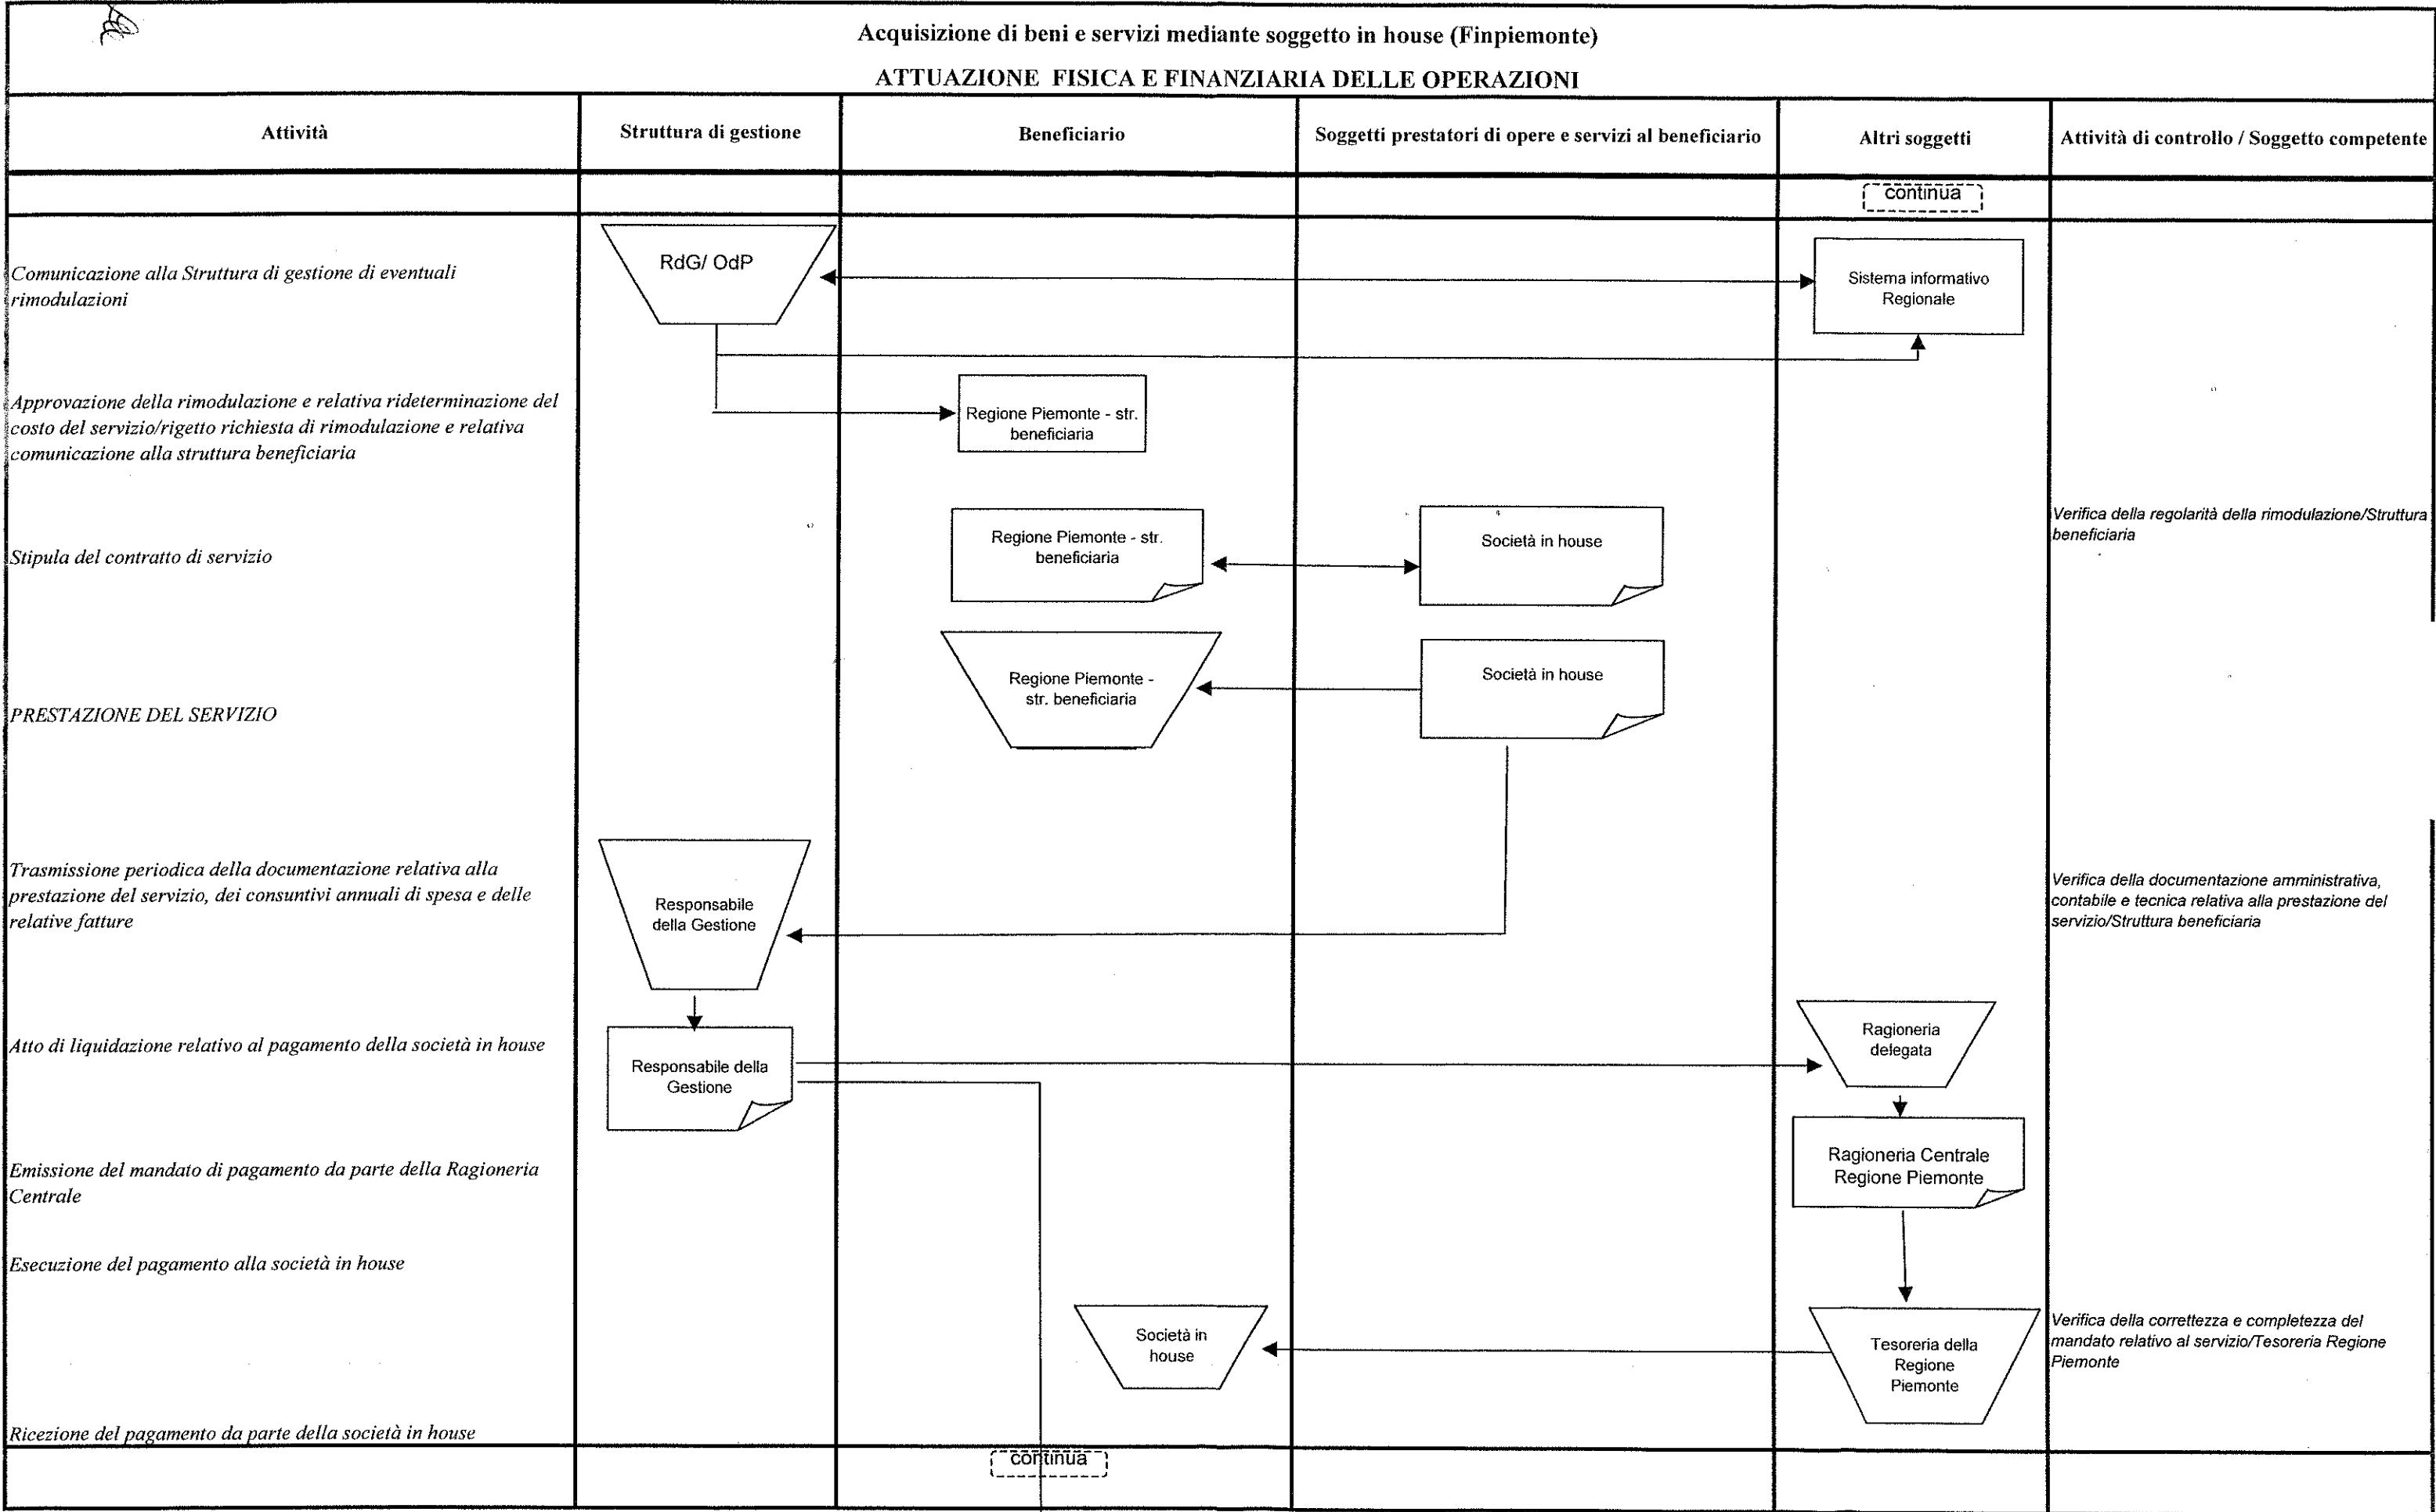 Acquisizione di beni e servizi mediante soggetto in house (Finpiemonte)
ATTUAZIONE FISICA E FINANZIARIA DELLE OPERAZIONI
Attività
Struttura di gestione
Beneficiario
Soggetti prestatori di opere e servizi al beneficiario
Altri soggetti
Attività di controllo / Soggetto competente
continua
Comunicazione alla Struttura di gestione di eventuali
rimodulazioni
RdG/ OdP
Sistema informativo
Regionale
Approvazione della rimodulazione e relativa rideterminazione del
costo del servizio/rigetto richiesta di rimodulazione e relativa
comunicazione alla struttura beneficiaria
Regione Piemonte - str.
beneficiaria
Stipula del contratto di servizio
Regione Piemonte - str.
beneficiaria
Società in house
Verifica della regolarità della rimodulazione/Struttura
beneficiaria
PRESTAZIONE DEL SERVIZIO
Regione Piemonte -
str. beneficiaria
Società in house
Trasmissione periodica della documentazione relativa alla
prestazione del servizio, dei consuntivi annuali di spesa e delle
relative fatture
Responsabile
della Gestione
Verifica della documentazione amministrativa,
contabile e tecnica relativa alla prestazione del
servizio/Struttura beneficiaria
Atto di liquidazione relativo al pagamento della società in house
Responsabile della
Gestione
Ragioneria
delegata
Emissione del mandato di pagamento da parte della Ragioneria
Centrale
Ragioneria Centrale
Regione Piemonte
Esecuzione del pagamento alla società in house
Società in
house
Tesoreria della
Regione
Piemonte
Verifica della correttezza e completezza del
mandato relativo al servizio/Tesoreria Regione
Piemonte
Ricezione del pagamento da parte della società in house
continua